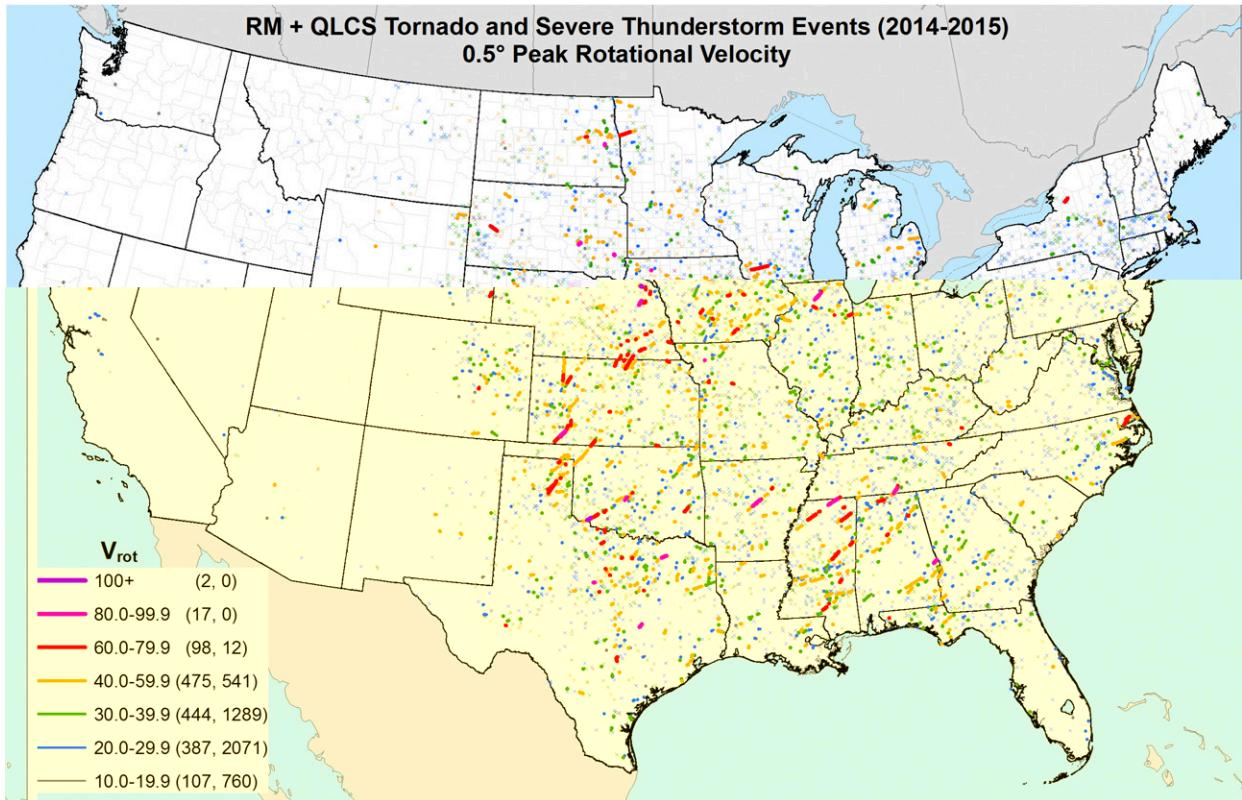 RM + QLCS Tornado and Severe Thunderstorm Events (2014-2015)
0.5° Peak Rotational Velocity
Vrot
100+ (2, 0)
80.0-99.9 (17, 0)
60.0-79.9 (98, 12)
40.0-59.9 (475, 541)
30.0-39.9 (444, 1289)
20.0-29.9 (387, 2071)
10.0-19.9 (107, 760)